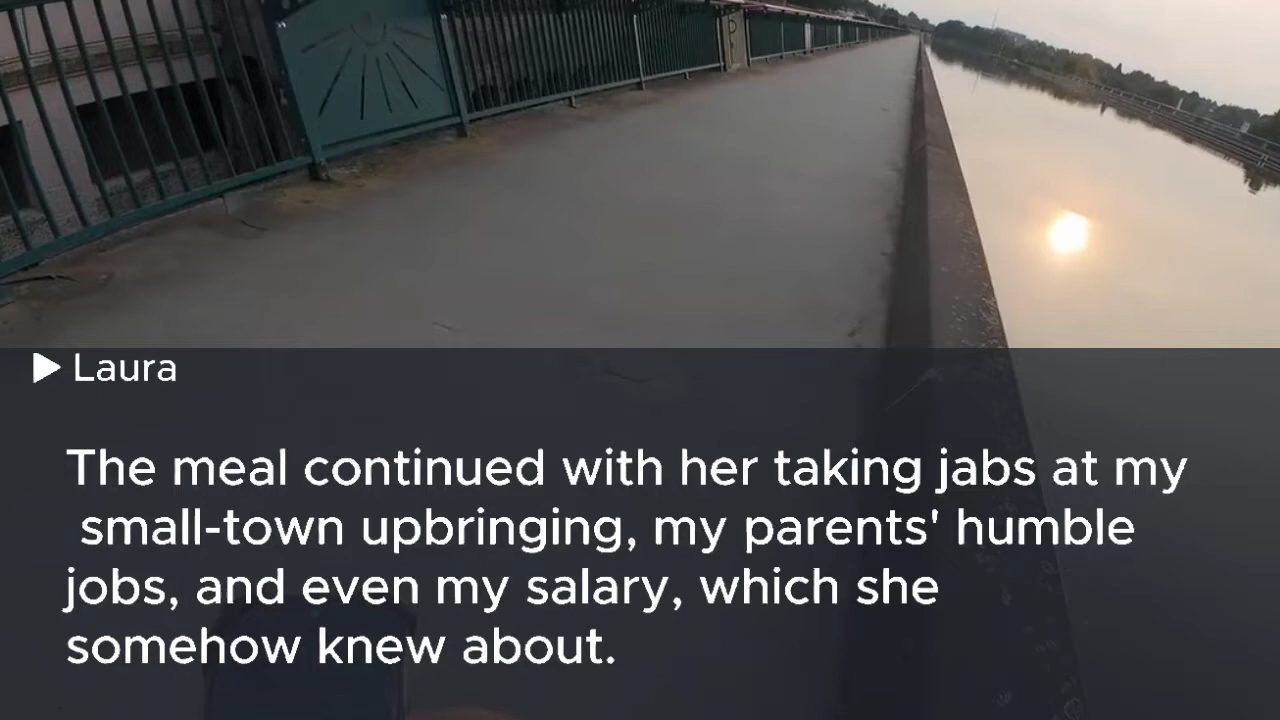 Laura
The meal continued with her taking jabs at my
small-town upbringing, my parents' humble
jobs, and even my salary, which she
somehow knew about.